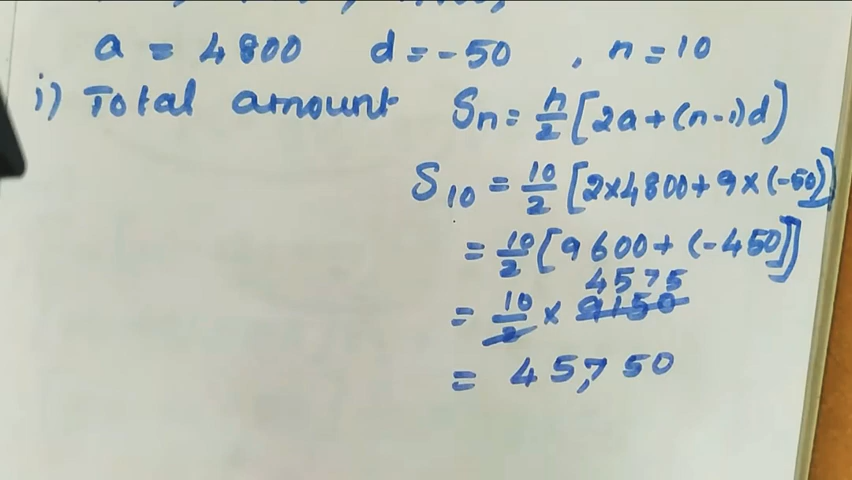 a = 4800 d = -50 , n = 10
i) Total amount Sn = n/2 [2a + (n-1)d]
S10 = 10/2 [2×4800 + 9 × (-50)]
= 10/2 [9600 + (-450)]
4575
= 10/2 × 9150
= 45,750